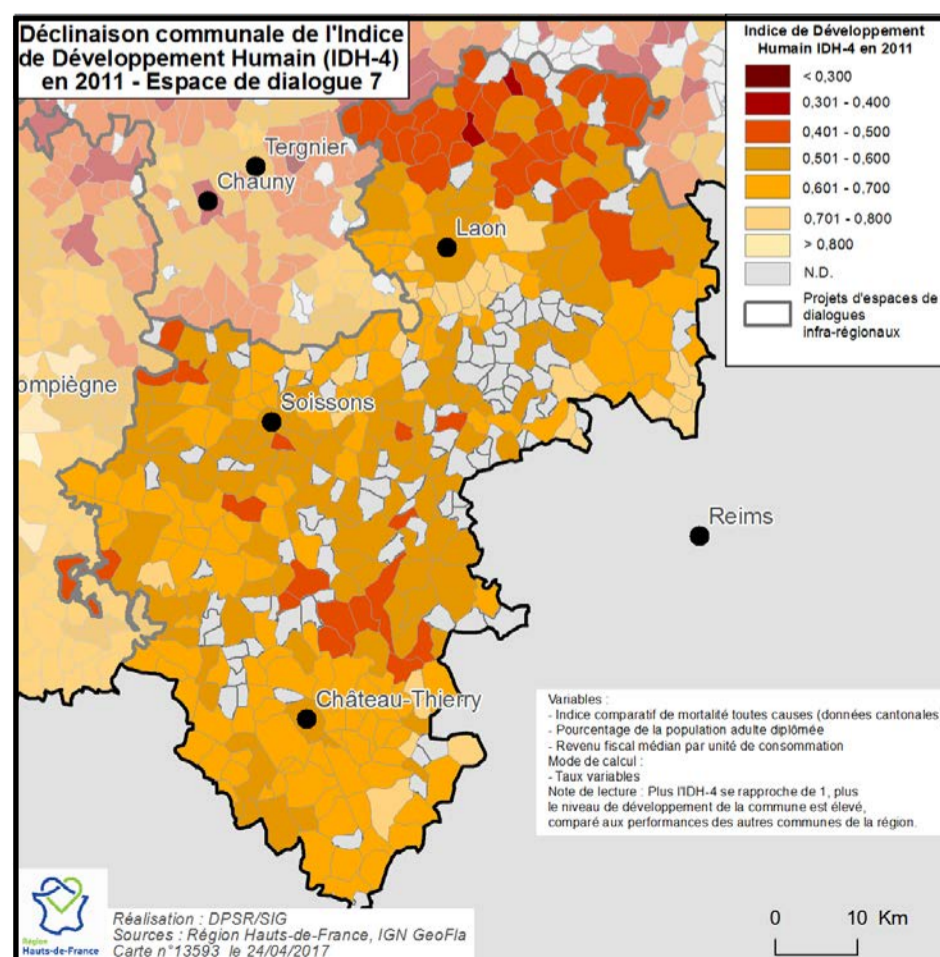 Déclinaison communale de l'Indice
de Développement Humain (IDH-4)
en 2011 - Espace de dialogue 7
Indice de Développement
Humain IDH-4 en 2011
< 0,300
0,301 - 0,400
0,401 - 0,500
0,501 - 0,600
0,601 - 0,700
0,701 - 0,800
> 0,800
N.D.
Projets d'espaces de
dialogues
infra-régionaux
Tergnier
Chauny
Laon
ompiègne
Soissons
Reims
Château-Thierry
Variables :
- Indice comparatif de mortalité toutes causes (données cantonales
- Pourcentage de la population adulte diplômée
- Revenu fiscal médian par unité de consommation
Mode de calcul :
- Taux variables
Note de lecture : Plus l'IDH-4 se rapproche de 1, plus
le niveau de développement de la commune est élevé,
comparé aux performances des autres communes de la région.
Région
Hauts-de-France
Réalisation : DPSR/SIG
Sources : Région Hauts-de-France, IGN GeoFla
Carte n°13593 le 24/04/2017
0 10 Km